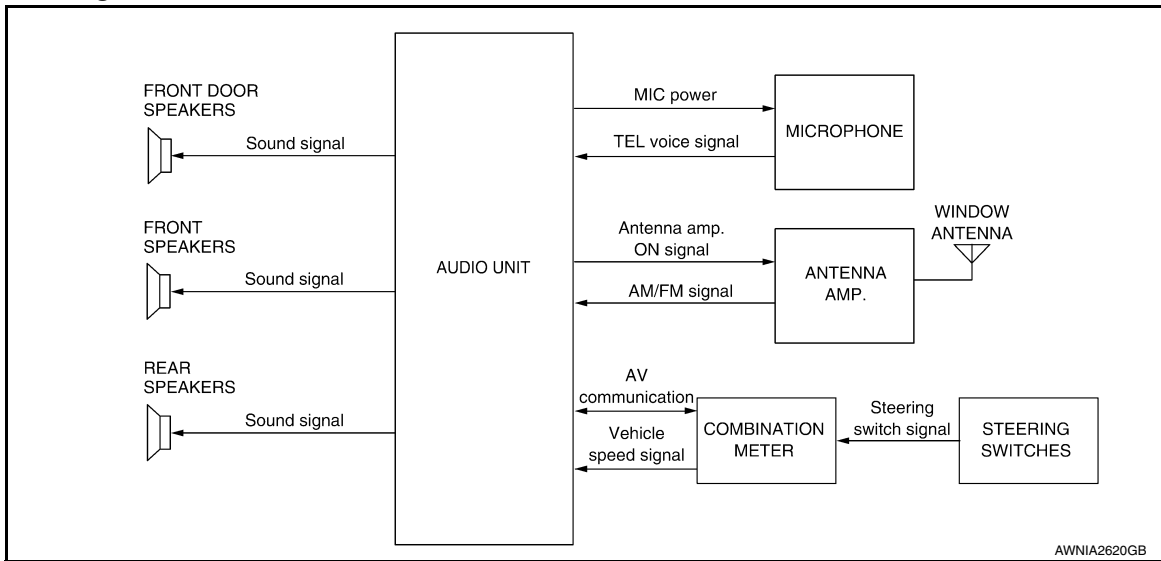 FRONT DOOR
SPEAKERS
Sound signal
FRONT
SPEAKERS
Sound signal
REAR
SPEAKERS
Sound signal
AUDIO UNIT
MIC power
TEL voice signal
MICROPHONE
Antenna amp.
ON signal
AM/FM signal
ANTENNA
AMP.
WINDOW
ANTENNA
AV
communication
Vehicle
speed signal
COMBINATION
METER
Steering
switch signal
STEERING
SWITCHES
AWNIA2620GB